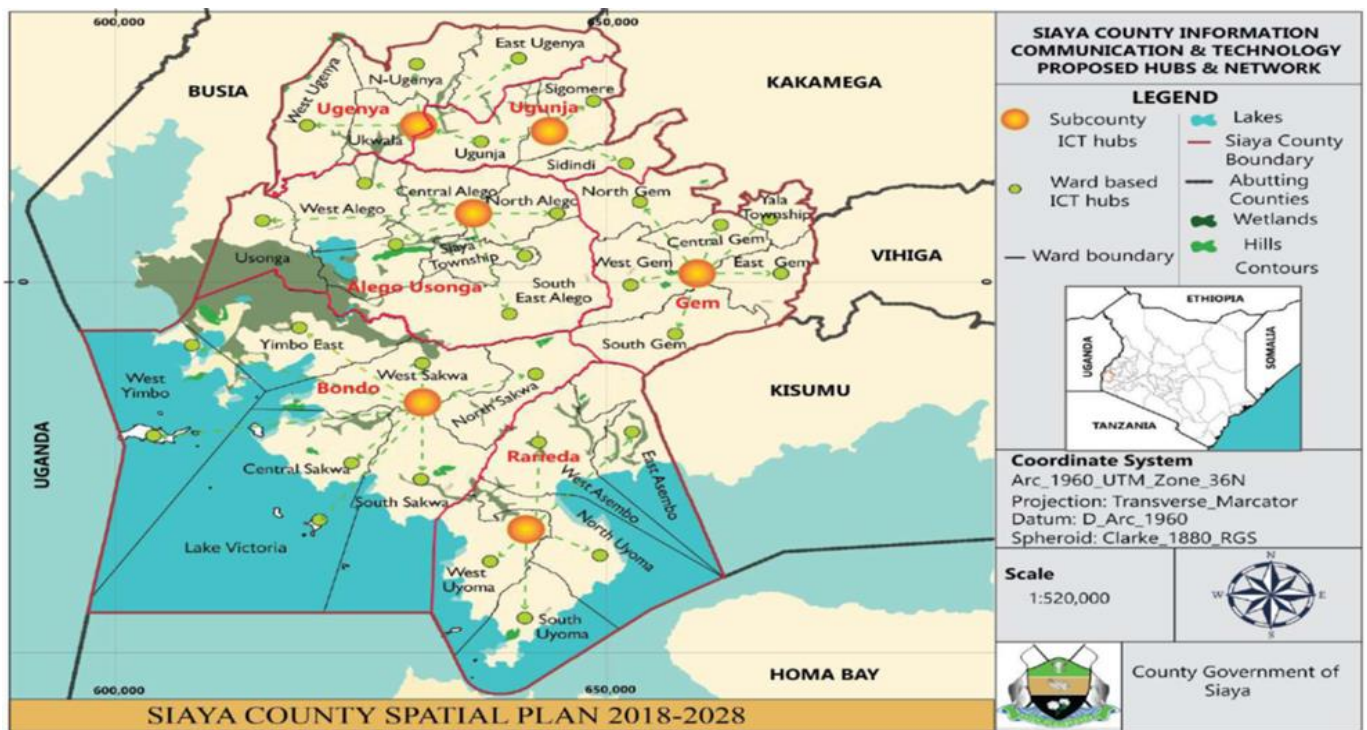 600,000
650,000
BUSIA
KAKAMEGA
East Ugenya
N-Ugenya
West Ugenya
Sigomere
Ugenya
Ugunja
Ukwala
Ugunja
Sidindi
North Gem
Yala
Township
Central Alego
North Alego
West Alego
Central Gem
VIHIGA
Usonga
Siaya
Township
West Gem
East Gem
0
0
Alego Usonga
South
East Alego
Gem
South Gem
Yimbo East
West
Yimbo
West Sakwa
Bondo
North Sakwa
KISUMU
UGANDA
Rarieda
Central Sakwa
South Sakwa
West Asembo
East Asembo
North Uyoma
Lake Victoria
West
Uyoma
South
Uyoma
HOMA BAY
600,000
650,000
SIAYA COUNTY SPATIAL PLAN 2018-2028
SIAYA COUNTY INFORMATION
COMMUNICATION & TECHNOLOGY
PROPOSED HUBS & NETWORK
LEGEND
Subcounty
ICT hubs
Ward based
ICT hubs
Ward boundary
Lakes
Siaya County
Boundary
Abutting
Counties
Wetlands
Hills
Contours
ETHIOPIA
UGANDA
SOMALIA
TANZANIA
Coordinate System
Arc_1960_UTM_Zone_36N
Projection: Transverse_Marcator
Datum: D_Arc_1960
Spheroid: Clarke_1880_RGS
Scale
1:520,000
N
W
E
S
County Government of
Siaya